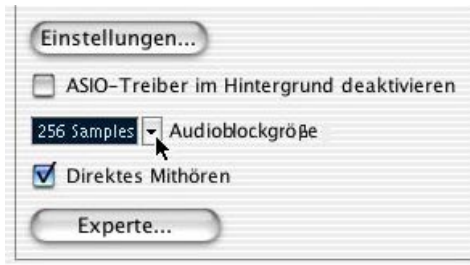 Einstellungen...
ASIO-Treiber im Hintergrund deaktivieren
256 Samples Audioblockgröße
Direktes Mithören
Experte...